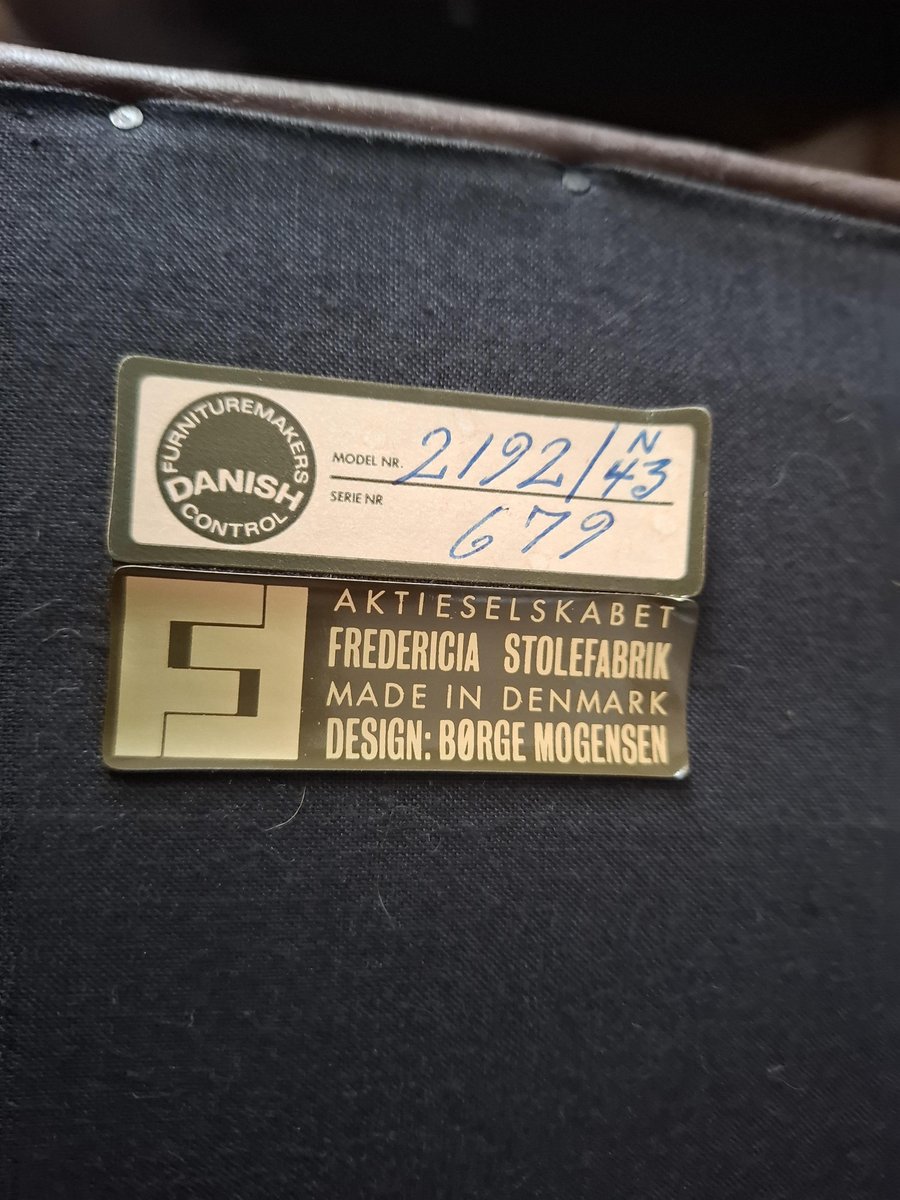 FURNITUREMAKERS
DANISH
CONTROL
MODEL NR. 2192/43 N
SERIE NR 679
AKTIESELSKABET
FREDERICIA STOLEFABRIK
MADE IN DENMARK
DESIGN: BØRGE MOGENSEN